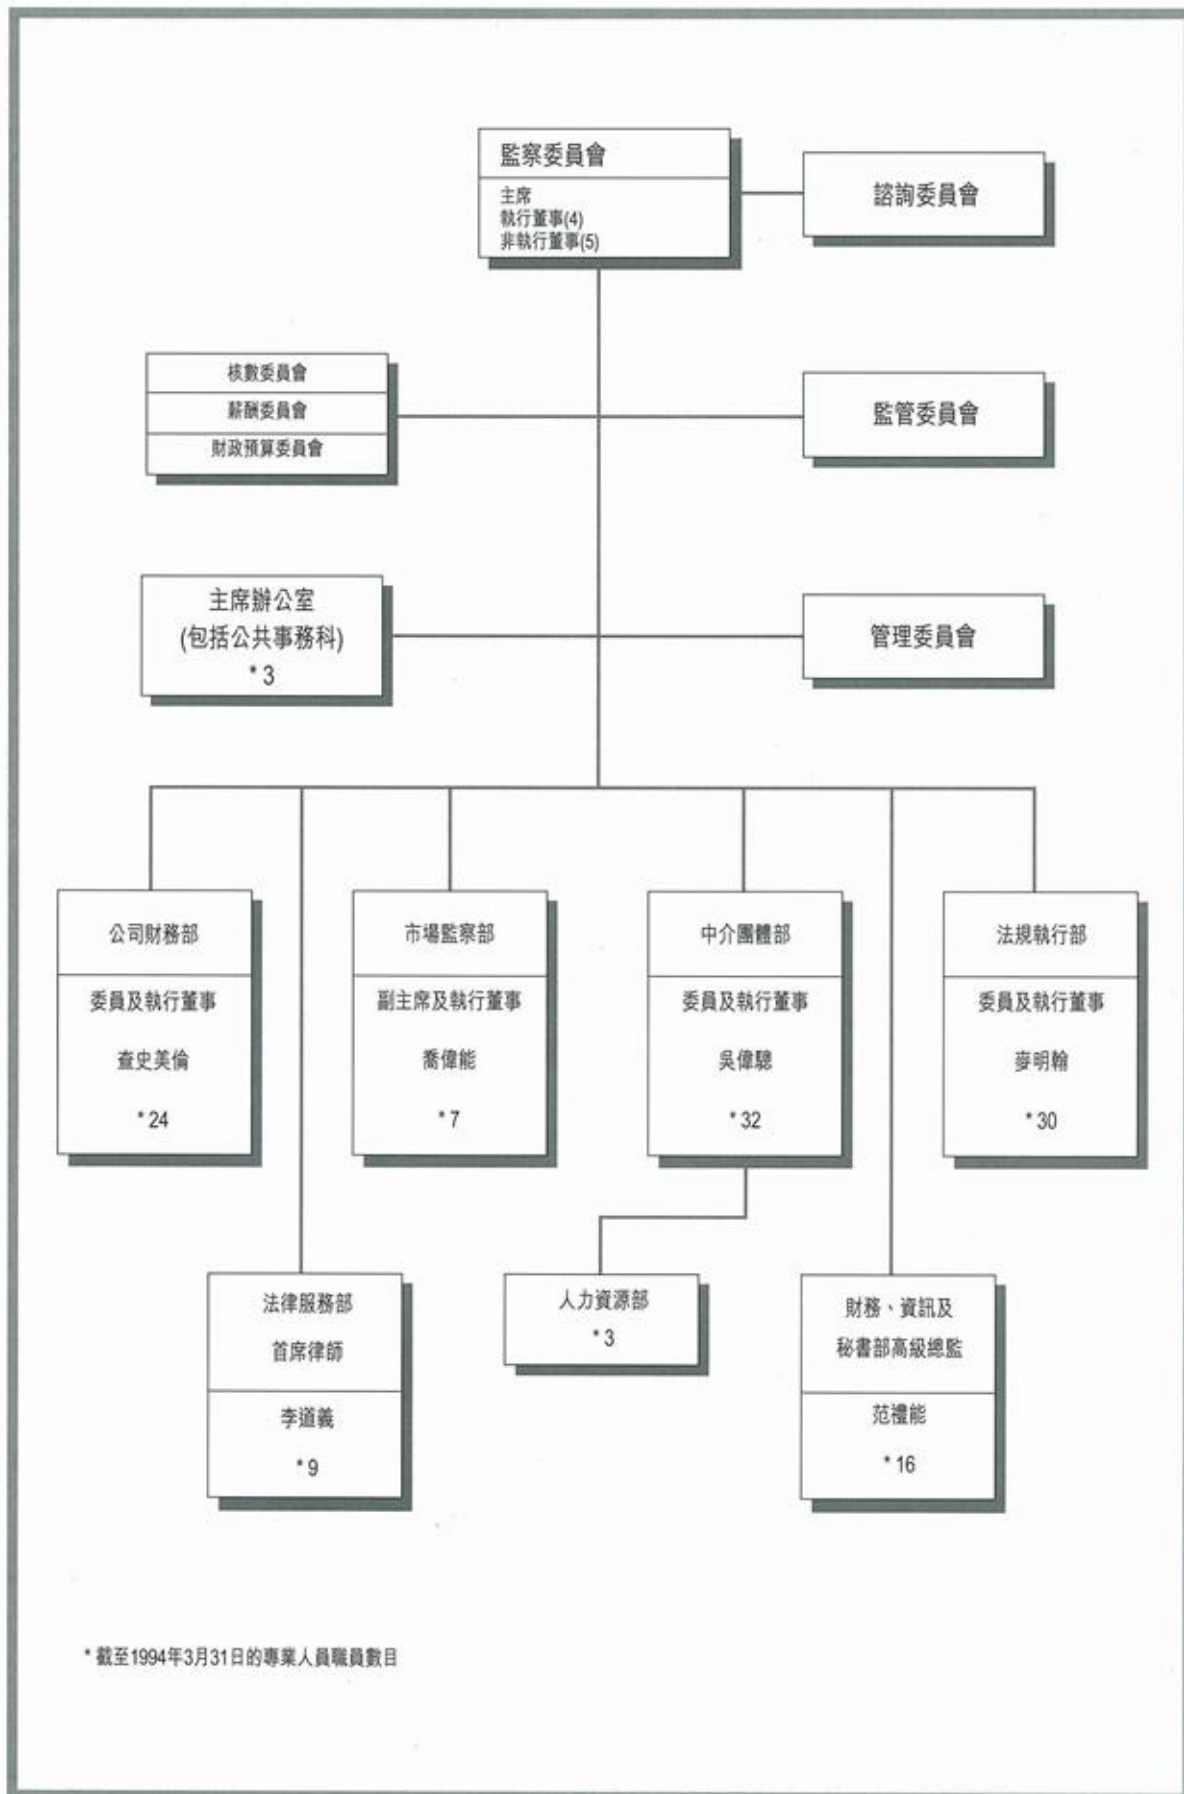 監察委員會
主席
執行董事(4)
非執行董事(5)
諮詢委員會
核數委員會
薪酬委員會
財政預算委員會
監管委員會
主席辦公室
(包括公共事務科)
* 3
管理委員會
公司財務部
委員及執行董事
查史美倫
* 24
市場監察部
副主席及執行董事
喬偉能
* 7
中介團體部
委員及執行董事
吳偉驄
* 32
法規執行部
委員及執行董事
麥明翰
* 30
法律服務部
首席律師
李道義
* 9
人力資源部
* 3
財務、資訊及
秘書部高級總監
范禮能
* 16
* 截至1994年3月31日的專業人員職員數目